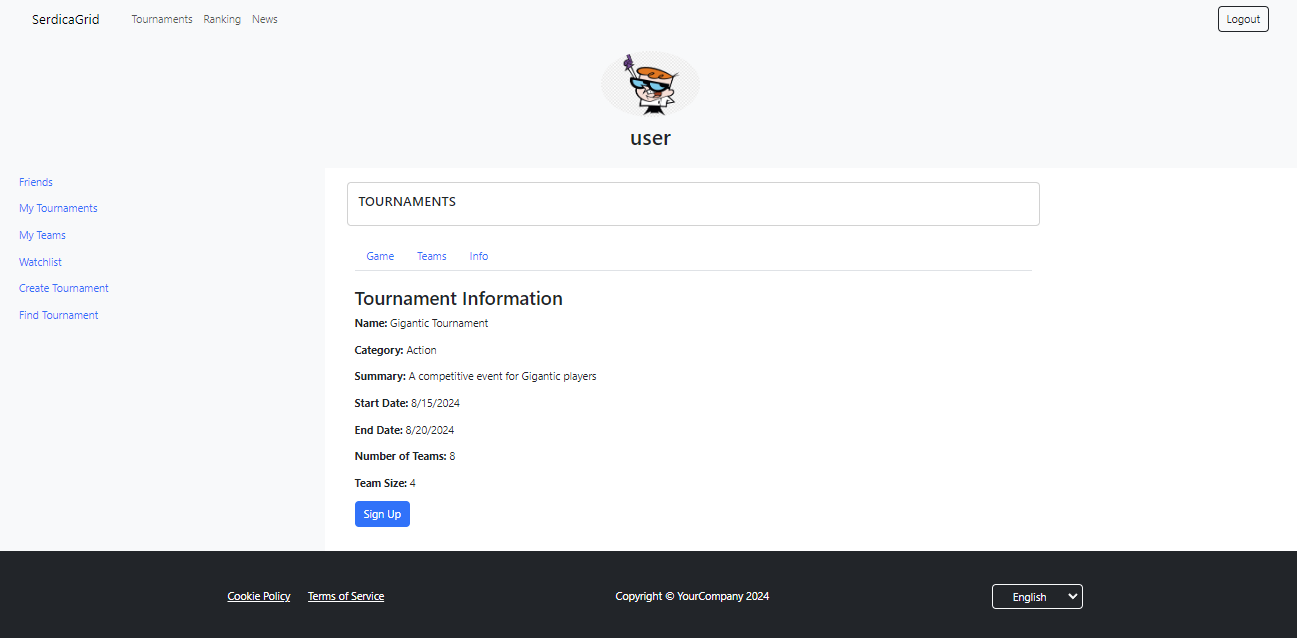 SerdicaGrid Tournaments Ranking News Logout
user
Friends
My Tournaments
My Teams
Watchlist
Create Tournament
Find Tournament
TOURNAMENTS
Game Teams Info
Tournament Information
Name: Gigantic Tournament
Category: Action
Summary: A competitive event for Gigantic players
Start Date: 8/15/2024
End Date: 8/20/2024
Number of Teams: 8
Team Size: 4
Sign Up
Cookie Policy Terms of Service Copyright © YourCompany 2024 English